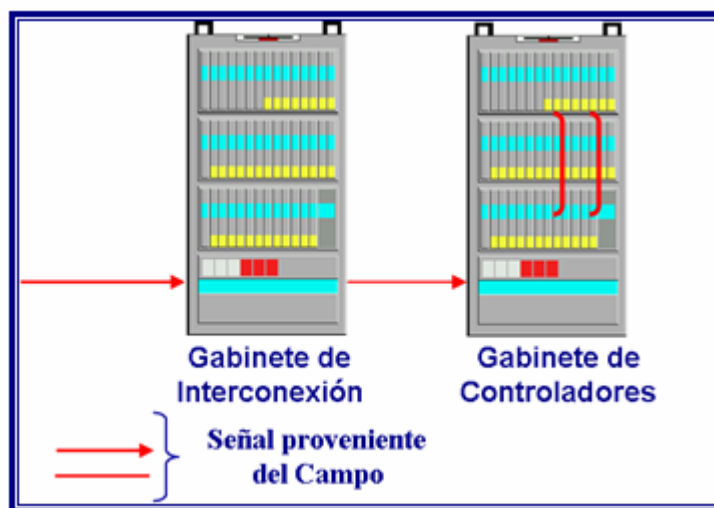 Gabinete de
Interconexión
Gabinete de
Controladores
Señal proveniente
del Campo